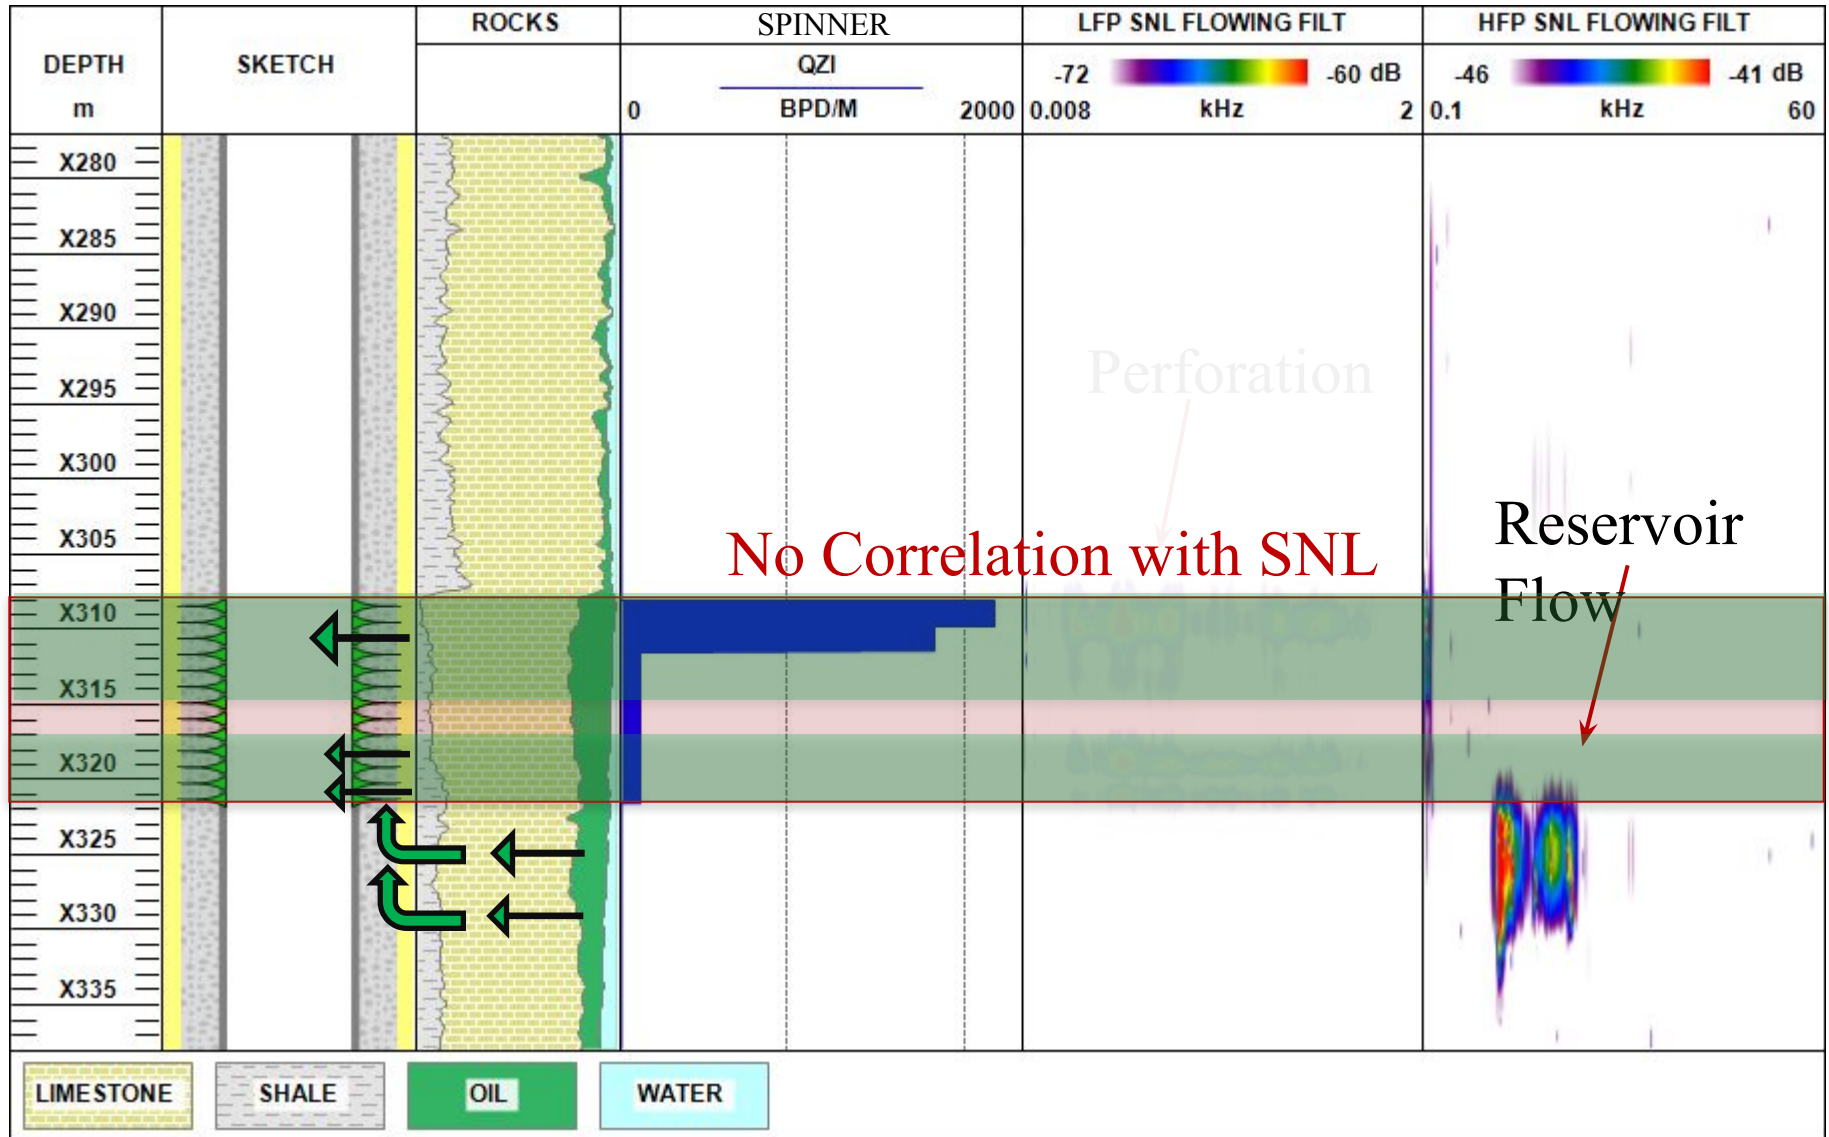 DEPTH
m
SKETCH
ROCKS
SPINNER
QZI
BPD/M
0
2000
LFP SNL FLOWING FILT
-72
-60 dB
0.008
kHz
2
HFP SNL FLOWING FILT
-46
-41 dB
0.1
kHz
60
X280
X285
X290
X295
X300
X305
X310
X315
X320
X325
X330
X335
Perforation
No Correlation with SNL
Reservoir
Flow
LIMESTONE
SHALE
OIL
WATER